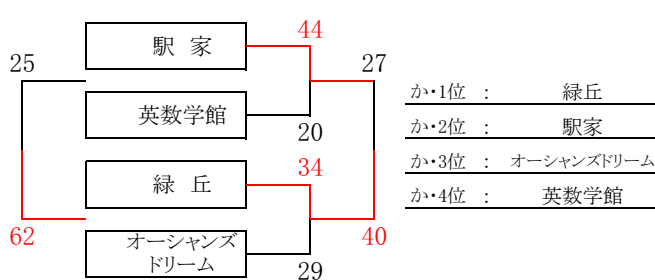 44
駅 家
25
27
英数学館
20
34
緑 丘
62
40
オーシャンズ
ドリーム
29
か・1位 : 緑丘
か・2位 : 駅家
か・3位 : オーシャンズドリーム
か・4位 : 英数学館